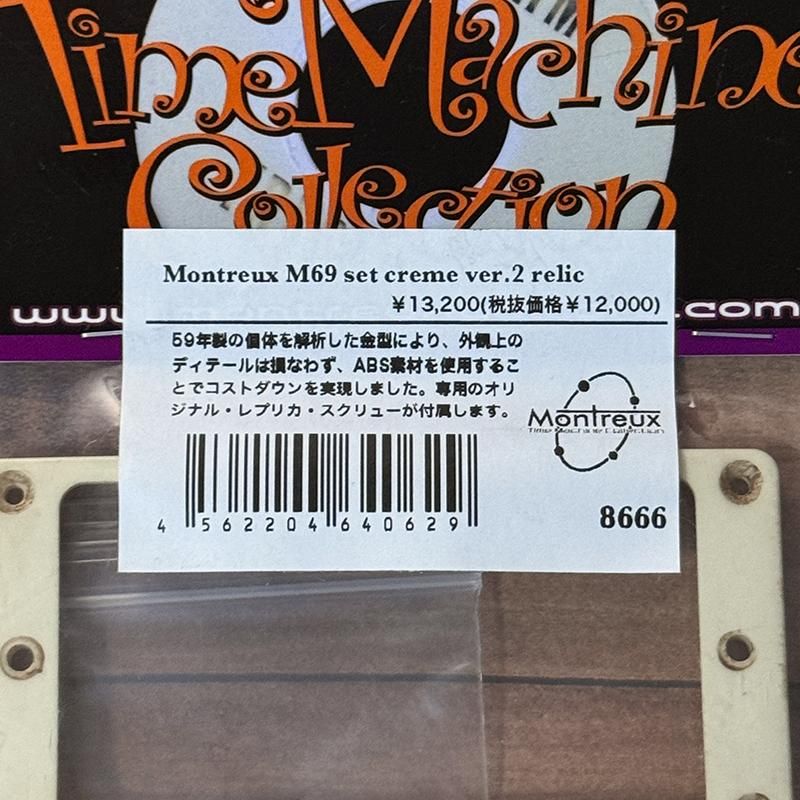 Time Machine
Collection
www
.com
Montreux M69 set creme ver.2 relic
¥13,200(税抜価格¥12,000)
59年製の個体を解析した金型により、外観上の
ディテールは損なわず、ABS素材を使用するこ
とでコストダウンを実現しました。専用のオリ
ジナル・レプリカ・スクリューが付属します。
Montreux
Time Machine Collection
4 562204 640629
8666